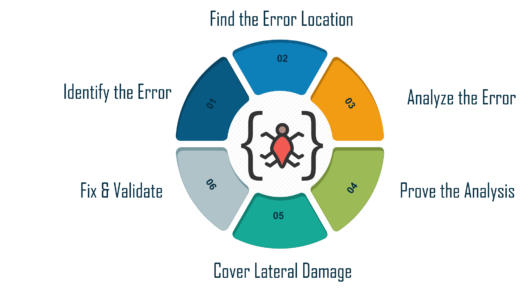 Find the Error Location
02
Identify the Error
01
03
Analyze the Error
{ }
Fix & Validate
06
04
Prove the Analysis
05
Cover Lateral Damage